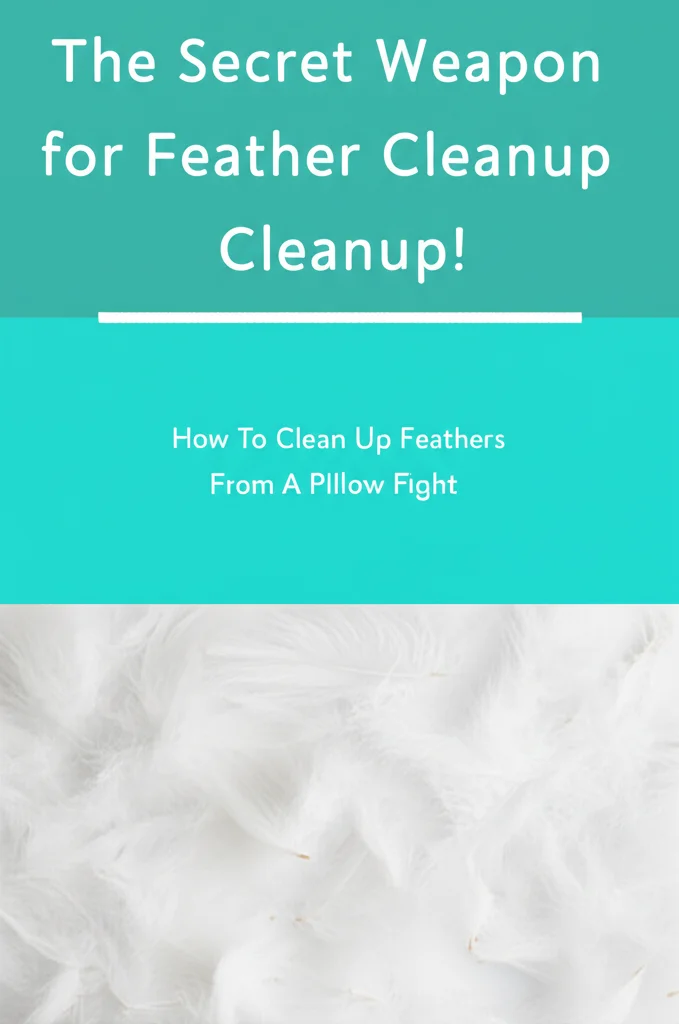 The Secret Weapon
for Feather Cleanup
Cleanup!
How To Clean Up Feathers
From A PIllow Fight